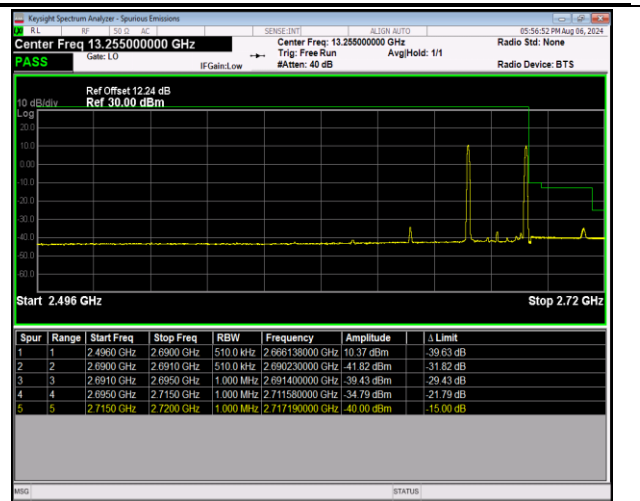 Keysight Spectrum Analyzer - Spurious Emissions
RL RF 50 Ω AC SENSE:INT ALIGN AUTO 05:56:52 PM Aug 06, 2024
Center Freq 13.255000000 GHz Center Freq: 13.255000000 GHz Radio Std: None
Gate: LO Trig: Free Run Avg|Hold: 1/1
PASS IFGain:Low #Atten: 40 dB Radio Device: BTS
Ref Offset 12.24 dB
10 dB/div Ref 30.00 dBm
Log
20.0
10.0
0.00
-10.0
-20.0
-30.0
-40.0
-50.0
-60.0
Start 2.496 GHz Stop 2.72 GHz
Spur Range Start Freq Stop Freq RBW Frequency Amplitude Δ Limit
1 1 2.4960 GHz 2.6900 GHz 510.0 kHz 2.666138000 GHz 10.37 dBm -39.63 dB
2 2 2.6900 GHz 2.6910 GHz 510.0 kHz 2.690230000 GHz -41.82 dBm -31.82 dB
3 3 2.6910 GHz 2.6950 GHz 1.000 MHz 2.691400000 GHz -39.43 dBm -29.43 dB
4 4 2.6950 GHz 2.7150 GHz 1.000 MHz 2.711580000 GHz -34.79 dBm -21.79 dB
5 5 2.7150 GHz 2.7200 GHz 1.000 MHz 2.717190000 GHz -40.00 dBm -15.00 dB
MSG STATUS